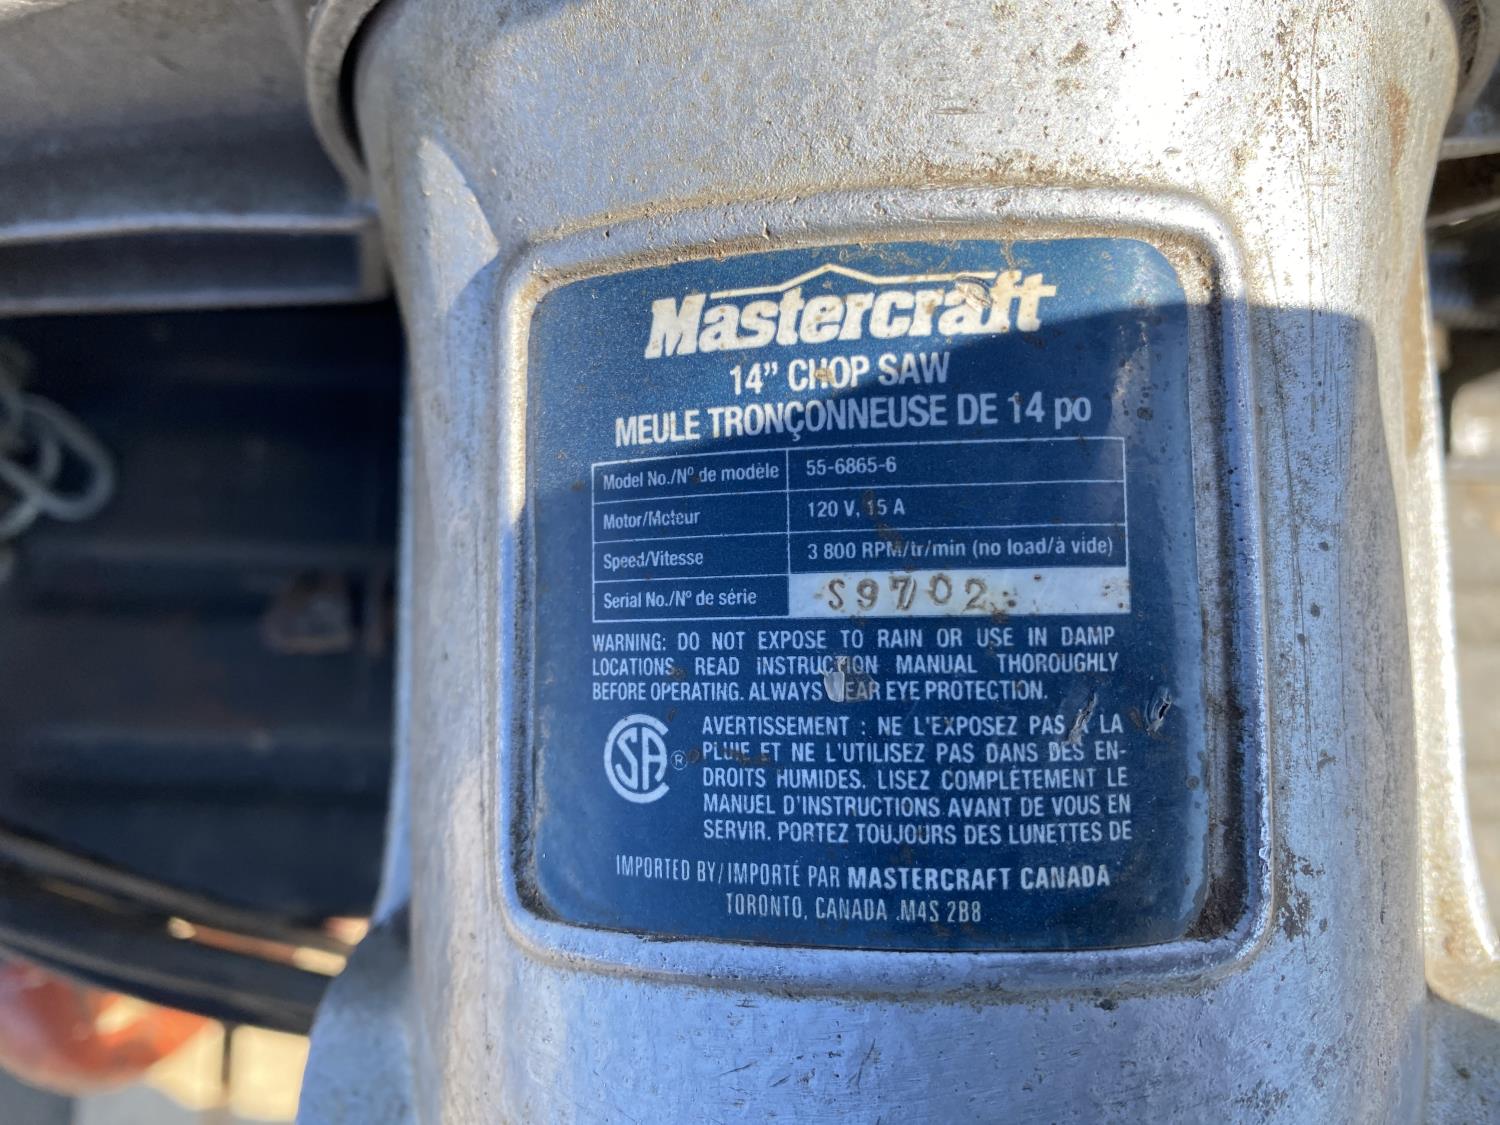 Mastercraft
14” CHOP SAW
MEULE TRONÇONNEUSE DE 14 po
Model No./Nº de modèle 55-6865-6
Motor/Moteur 120 V, 15 A
Speed/Vitesse 3 800 RPM/tr/min (no load/à vide)
Serial No./Nº de série S9702
WARNING: DO NOT EXPOSE TO RAIN OR USE IN DAMP
LOCATIONS. READ INSTRUCTION MANUAL THOROUGHLY
BEFORE OPERATING. ALWAYS WEAR EYE PROTECTION.
AVERTISSEMENT : NE L'EXPOSEZ PAS À LA
PLUIE ET NE L'UTILISEZ PAS DANS DES EN-
DROITS HUMIDES. LISEZ COMPLÈTEMENT LE
MANUEL D'INSTRUCTIONS AVANT DE VOUS EN
SERVIR. PORTEZ TOUJOURS DES LUNETTES DE
SA ®
IMPORTED BY/IMPORTÉ PAR MASTERCRAFT CANADA
TORONTO, CANADA M4S 2B8